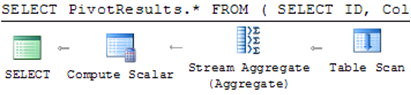 SELECT PivotResults.* FROM ( SELECT ID, Col
SELECT
Compute Scalar
Stream Aggregate
(Aggregate)
Table Scan